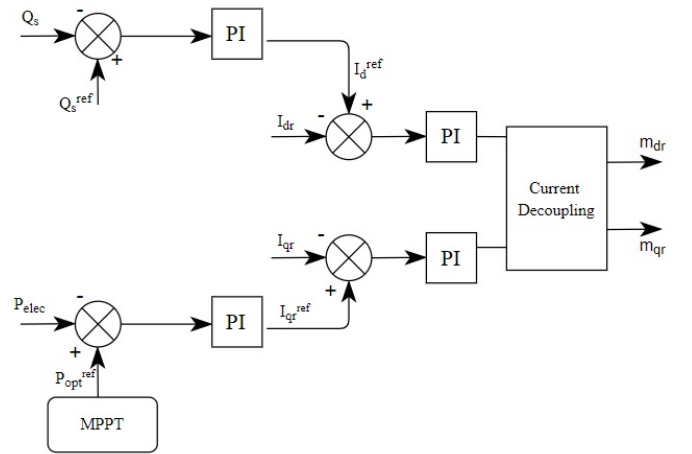 Qs
-
PI
+
Qs^ref
Id^ref
-
+
Idr
PI
mdr
Current
Decoupling
mqr
Iqr
-
+
PI
Pelec
-
PI
Iqr^ref
+
Popt^ref
MPPT